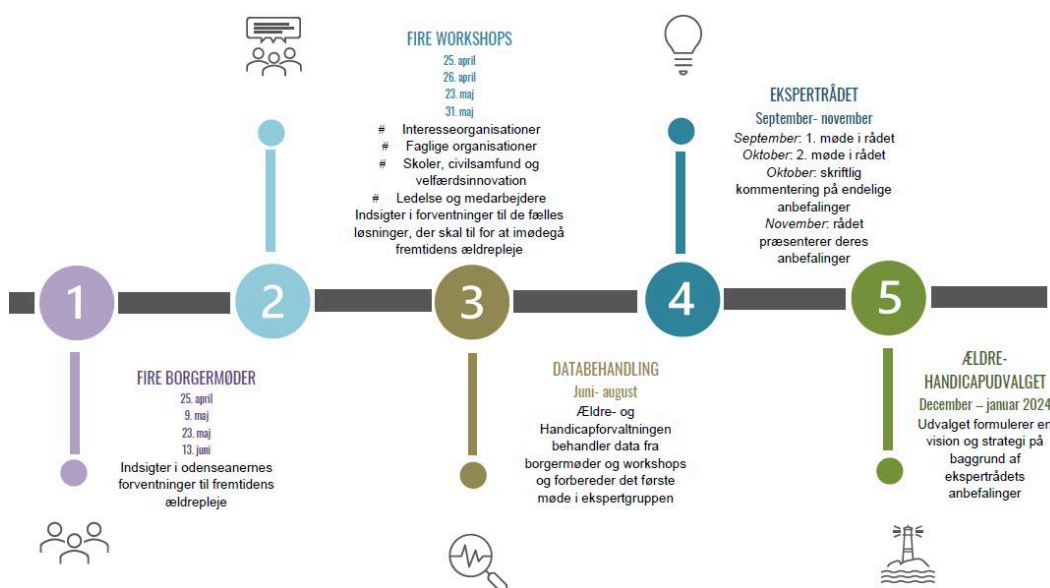 1
FIRE BORGERMØDER
25. april
9. maj
23. maj
13. juni
Indsigter i odenseanernes
forventninger til fremtidens
ældrepleje
2
FIRE WORKSHOPS
25. april
26. april
23. maj
31. maj
# Interesseorganisationer
# Faglige organisationer
# Skoler, civilsamfund og
velfærdsinnovation
# Ledelse og medarbejdere
Indsigter i forventninger til de fælles
løsninger, der skal til for at imødegå
fremtidens ældrepleje
3
DATABEHANDLING
Juni- august
Ældre- og
Handicapforvaltningen
behandler data fra
borgermøder og workshops
og forbereder det første
møde i ekspertgruppen
4
EKSPERTRÅDET
September- november
September: 1. møde i rådet
Oktober: 2. møde i rådet
Oktober: skriftlig
kommentering på endelige
anbefalinger
November: rådet
præsenterer deres
anbefalinger
5
ÆLDRE-
HANDICAPUDVALGET
December – januar 2024
Udvalget formulerer en
vision og strategi på
baggrund af
ekspertrådets
anbefalinger